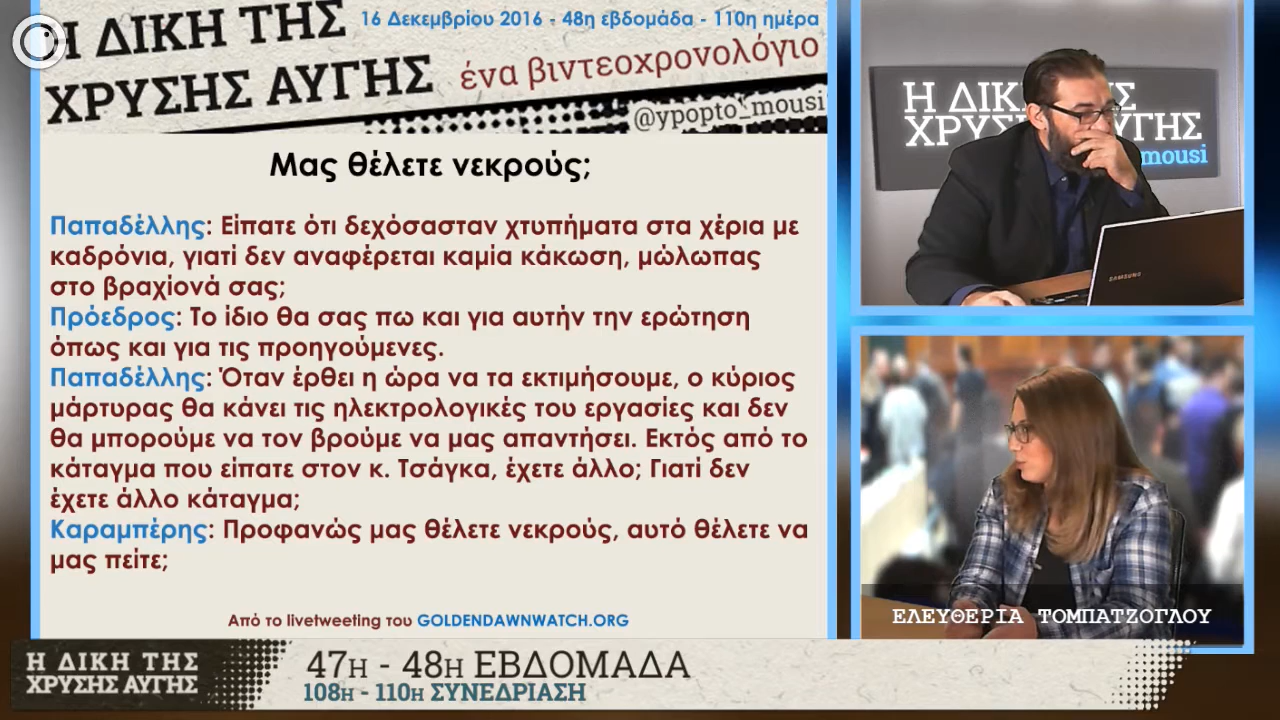 Η ΔΙΚΗ ΤΗΣ
ΧΡΥΣΗΣ ΑΥΓΗΣ
16 Δεκεμβρίου 2016 - 48η εβδομάδα - 110η ημέρα
ένα βιντεοχρονολόγιο
@ypopto_mousi
Μας θέλετε νεκρούς;
Παπαδέλλης: Είπατε ότι δεχόσασταν χτυπήματα στα χέρια με
καδρόνια, γιατί δεν αναφέρεται καμία κάκωση, μώλωπας
στο βραχίονά σας;
Πρόεδρος: Το ίδιο θα σας πω και για αυτήν την ερώτηση
όπως και για τις προηγούμενες.
Παπαδέλλης: Όταν έρθει η ώρα να τα εκτιμήσουμε, ο κύριος
μάρτυρας θα κάνει τις ηλεκτρολογικές του εργασίες και δεν
θα μπορούμε να τον βρούμε να μας απαντήσει. Εκτός από το
κάταγμα που είπατε στον κ. Τσάγκα, έχετε άλλο; Γιατί δεν
έχετε άλλο κάταγμα;
Καραμπέρης: Προφανώς μας θέλετε νεκρούς, αυτό θέλετε να
μας πείτε;
Από το livetweeting του GOLDENDAWNWATCH.ORG
Η ΔΙΚ ΗΣ
ΧΡΥΣΗ ΑΥΓΗΣ
mousi
SAMSUNG
ΕΛΕΥΘΕΡΙΑ ΤΟΜΠΑΤΖΟΓΛΟΥ
Η ΔΙΚΗ ΤΗΣ
ΧΡΥΣΗΣ ΑΥΓΗΣ
47Η - 48Η ΕΒΔΟΜΑΔΑ
108Η - 110Η ΣΥΝΕΔΡΙΑΣΗ